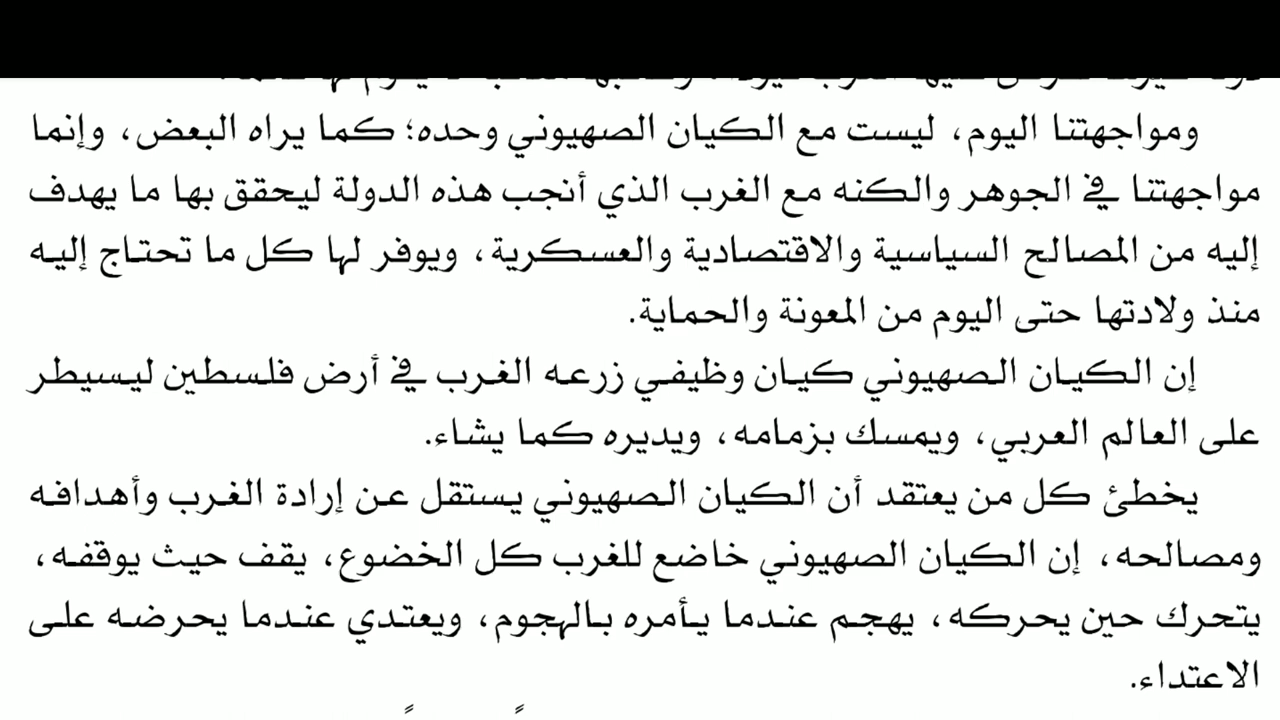 ومواجهتنا اليوم، ليست مع الكيان الصهيوني وحده؛ كما يراه البعض، وإنما
مواجهتنا في الجوهر والكنه مع الغرب الذي أنجب هذه الدولة ليحقق بها ما يهدف
إليه من المصالح السياسية والاقتصادية والعسكرية، ويوفر لها كل ما تحتاج إليه
منذ ولادتها حتى اليوم من المعونة والحماية.
إن الكيان الصهيوني كيان وظيفي زرعه الغرب في أرض فلسطين ليسيطر
على العالم العربي، ويمسك بزمامه، ويديره كما يشاء.
يخطئ كل من يعتقد أن الكيان الصهيوني يستقل عن إرادة الغرب وأهدافه
ومصالحه، إن الكيان الصهيوني خاضع للغرب كل الخضوع، يقف حيث يوقفه،
يتحرك حين يحركه، يهجم عندما يأمره بالهجوم، ويعتدي عندما يحرضه على
الاعتداء.